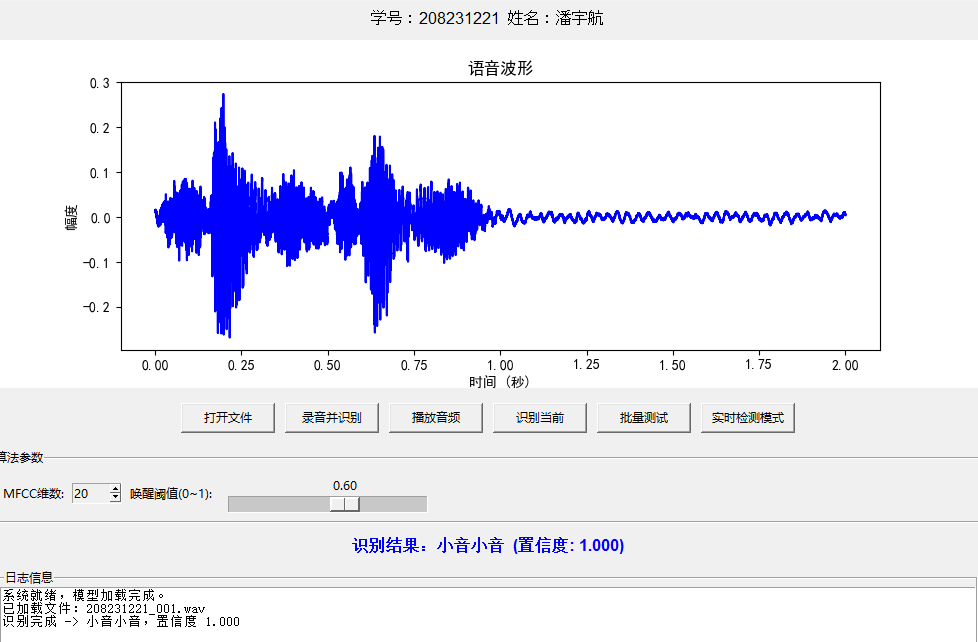 学号：208231221 姓名：潘宇航
语音波形
0.3
0.2
0.1
0.0
-0.1
-0.2
幅度
0.00 0.25 0.50 0.75 1.00 1.25 1.50 1.75 2.00
时间 (秒)
打开文件 录音并识别 播放音频 识别当前 批量测试 实时检测模式
算法参数
0.60
MFCC维数: 20 唤醒阈值(0~1):
识别结果：小音小音 (置信度: 1.000)
日志信息
系统就绪，模型加载完成。
已加载文件: 208231221_001.wav
识别完成 -> 小音小音，置信度 1.000